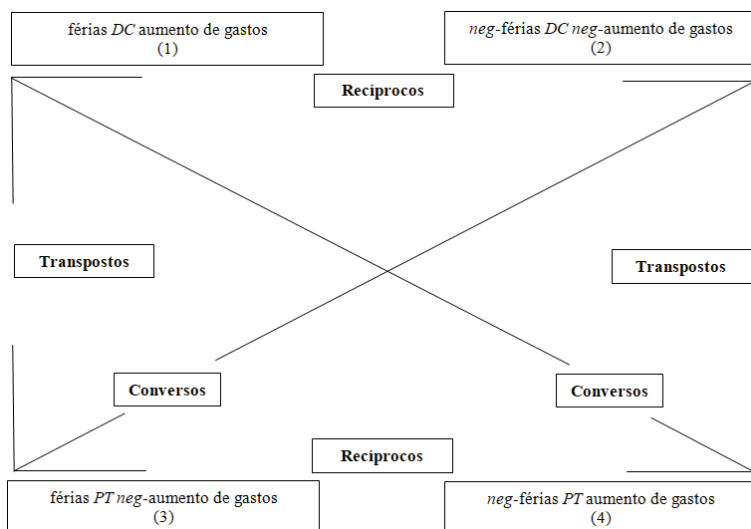 férias DC aumento de gastos
(1)
neg-férias DC neg-aumento de gastos
(2)
Recíprocos
Transpostos
Transpostos
Conversos
Conversos
Recíprocos
férias PT neg-aumento de gastos
(3)
neg-férias PT aumento de gastos
(4)